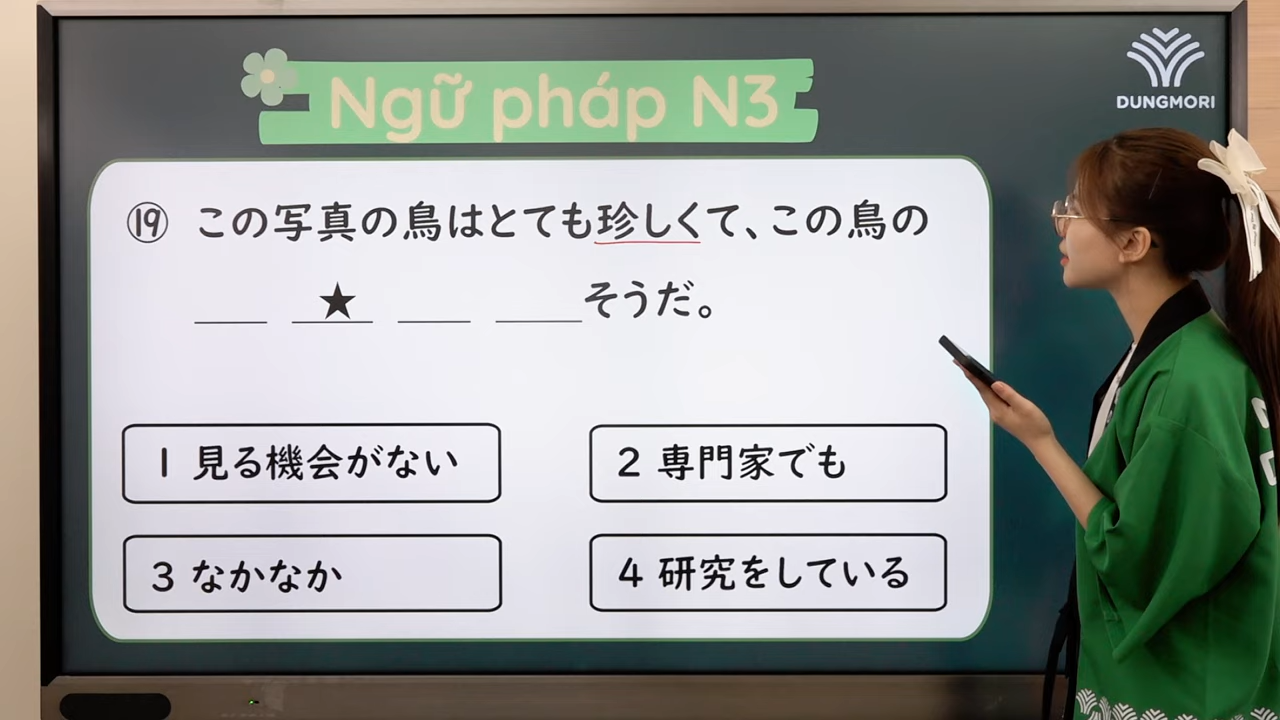 Ngữ pháp N3
DUNGMORI
⑲ この写真の鳥はとても珍しくて、この鳥の
＿＿ ＿★＿ ＿＿ ＿＿そうだ。
1 見る機会がない
2 専門家でも
3 なかなか
4 研究をしている